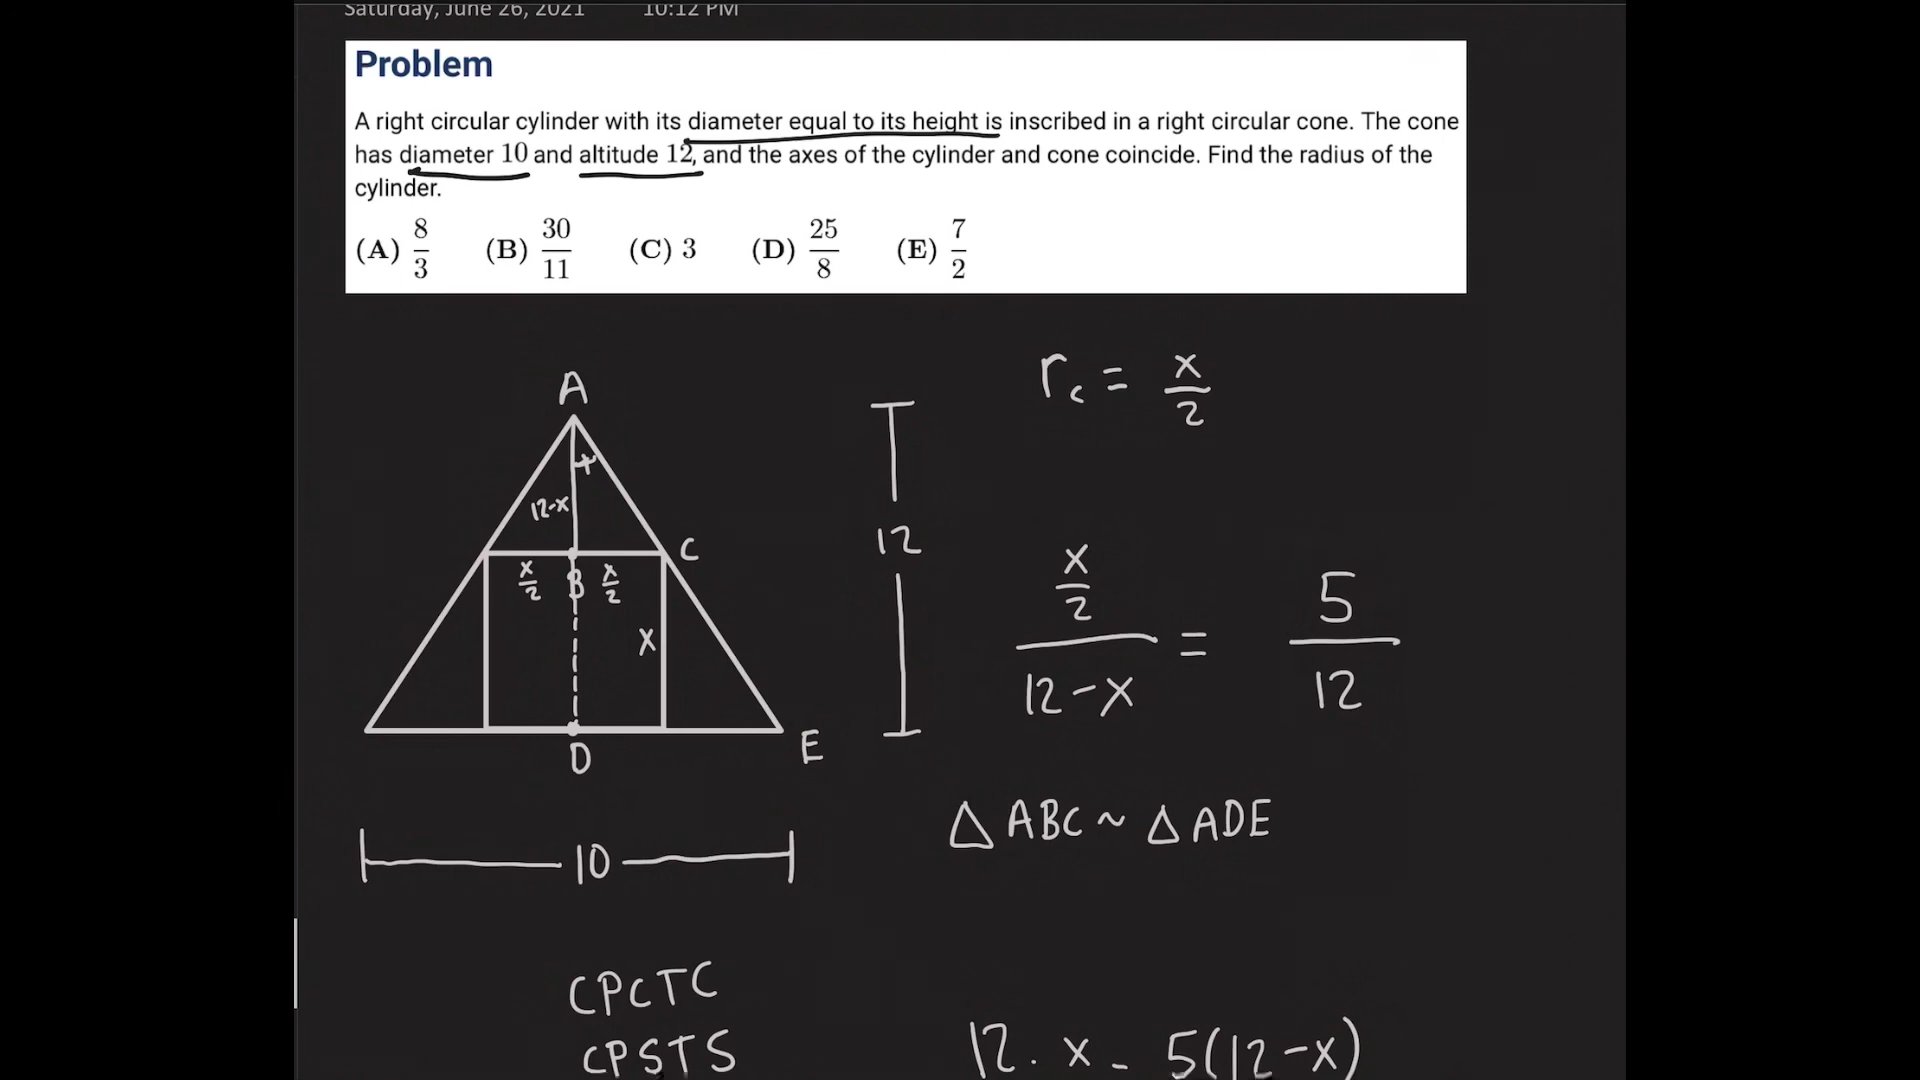 Saturday, June 26, 2021 10:12 PM
Problem
A right circular cylinder with its diameter equal to its height is inscribed in a right circular cone. The cone
has diameter 10 and altitude 12, and the axes of the cylinder and cone coincide. Find the radius of the
cylinder.
(A) 8/3 (B) 30/11 (C) 3 (D) 25/8 (E) 7/2
r_c = x/2
A
12-x
C
x/2 B x/2
x
D
E
12
x/2 / 12-x = 5/12
△ABC ~ △ADE
10
CPCTC
CPSTS
12 · x - 5(12-x)